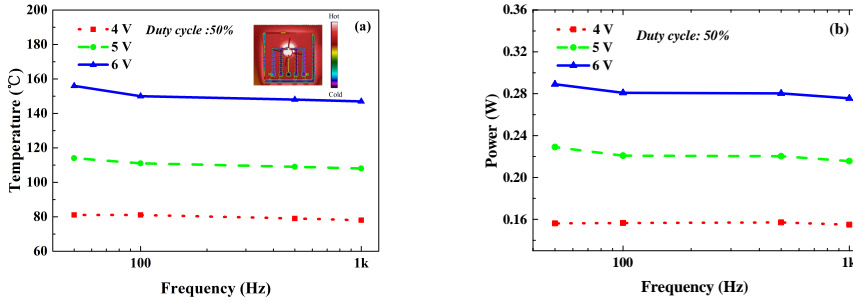 200
180
160
140
120
100
80
60
Temperature (℃)
4 V
5 V
6 V
Duty cycle :50%
Hot
Cold
(a)
100
1k
Frequency (Hz)
0.36
0.32
0.28
0.24
0.20
0.16
Power (W)
4 V
5 V
6 V
Duty cycle: 50%
(b)
100
1k
Frequency (Hz)